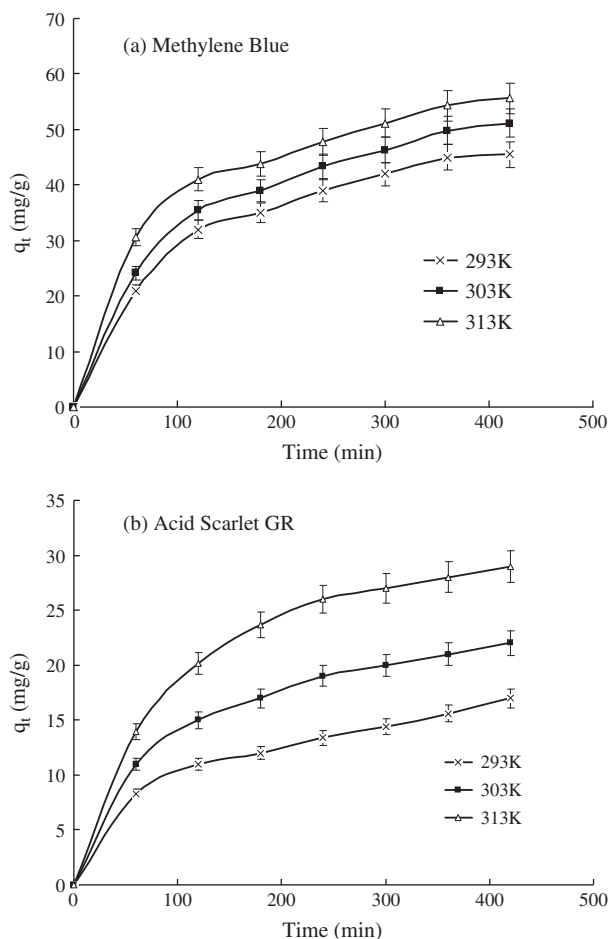 (a) Methylene Blue
70
60
50
40
30
20
10
0
qt (mg/g)
293K
303K
313K
0 100 200 300 400 500
Time (min)
(b) Acid Scarlet GR
35
30
25
20
15
10
5
0
qt (mg/g)
293K
303K
313K
0 100 200 300 400 500
Time (min)